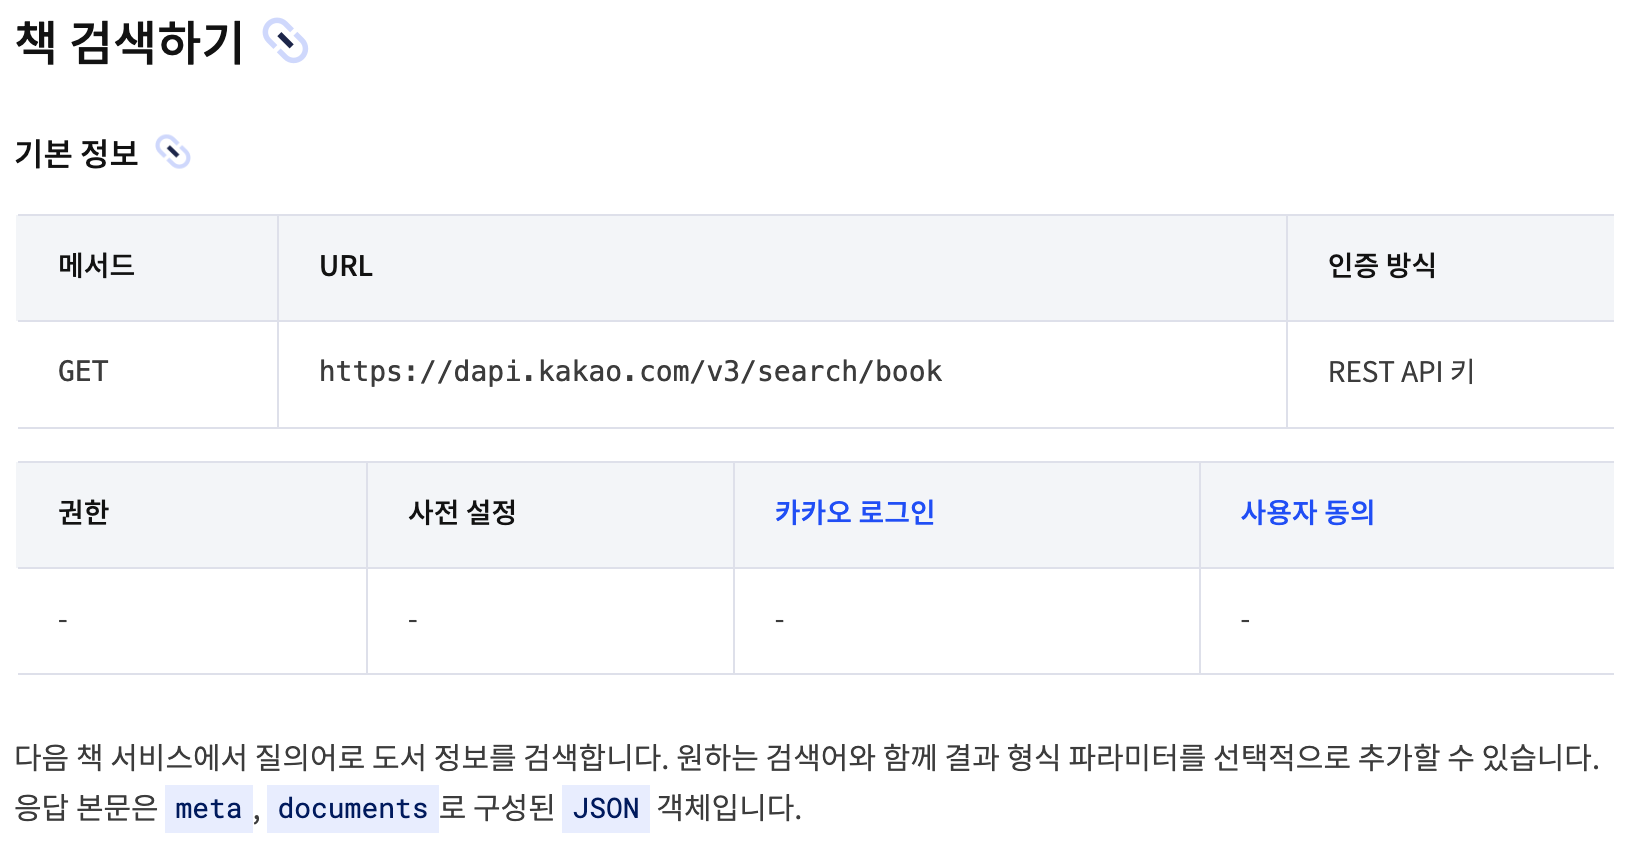 책 검색하기
기본 정보
메서드 URL 인증 방식
GET https://dapi.kakao.com/v3/search/book REST API 키
권한 사전 설정 카카오 로그인 사용자 동의
- - - -
다음 책 서비스에서 질의어로 도서 정보를 검색합니다. 원하는 검색어와 함께 결과 형식 파라미터를 선택적으로 추가할 수 있습니다.
응답 본문은 meta, documents로 구성된 JSON 객체입니다.